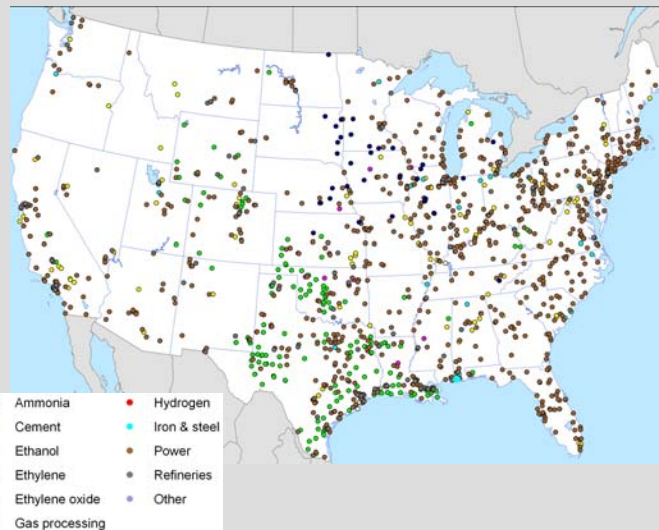 Ammonia
Cement
Ethanol
Ethylene
Ethylene oxide
Gas processing
Hydrogen
Iron & steel
Power
Refineries
Other